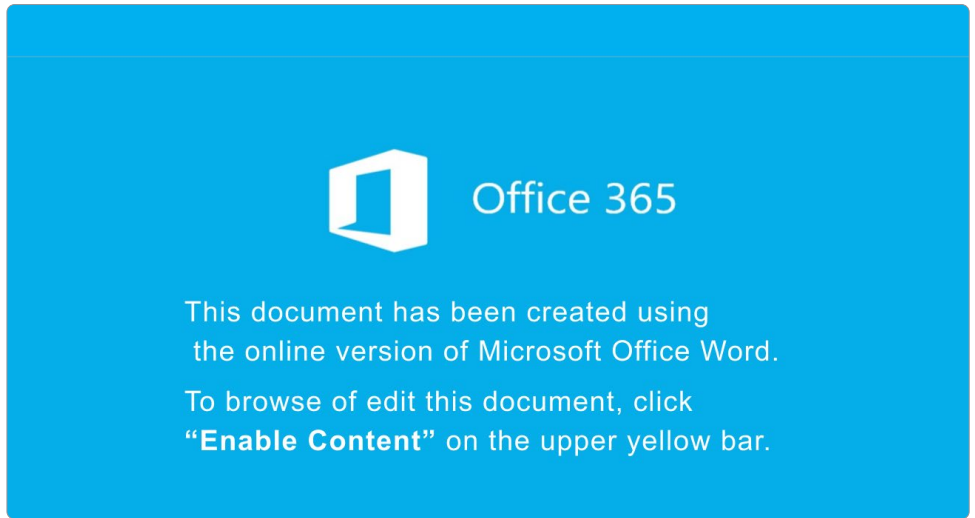 Office 365
This document has been created using
the online version of Microsoft Office Word.
To browse of edit this document, click
“Enable Content” on the upper yellow bar.